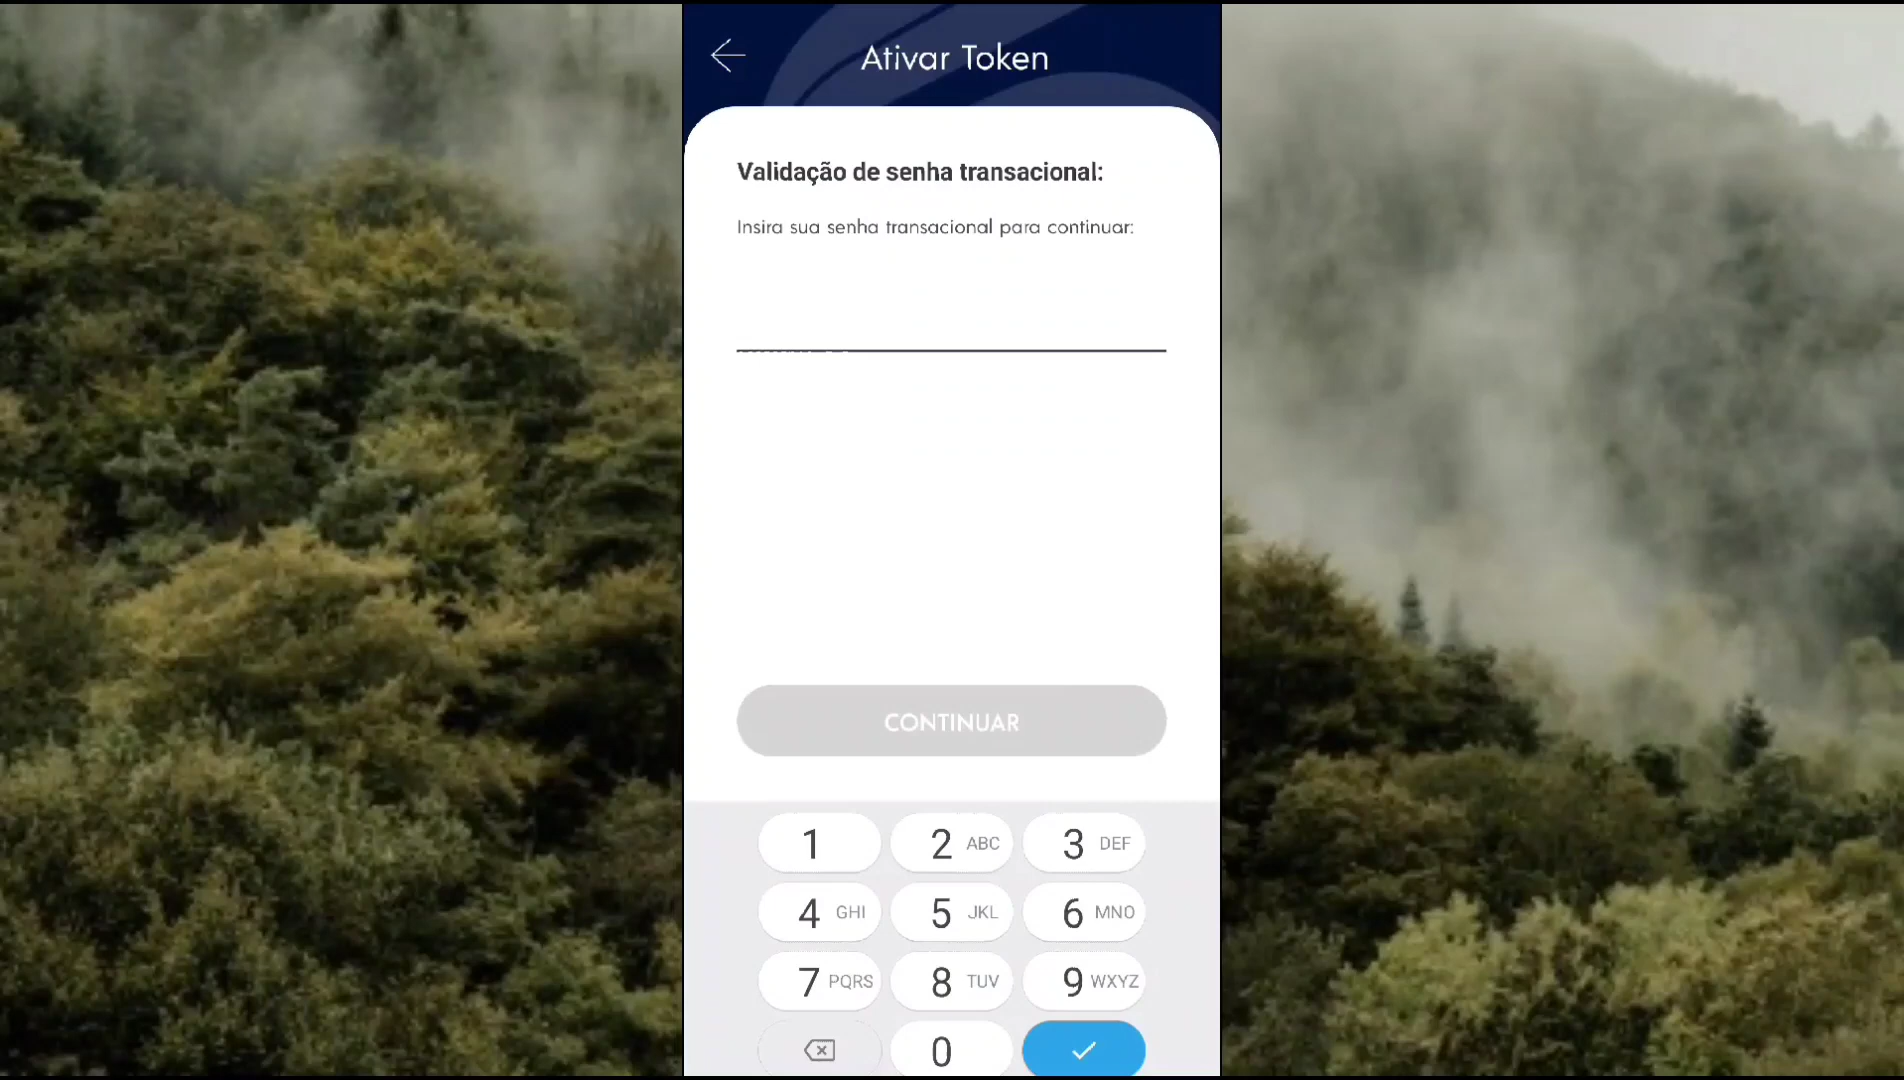 Ativar Token
Validação de senha transacional:
Insira sua senha transacional para continuar:
CONTINUAR
1 2 ABC 3 DEF
4 GHI 5 JKL 6 MNO
7 PQRS 8 TUV 9 WXYZ
0